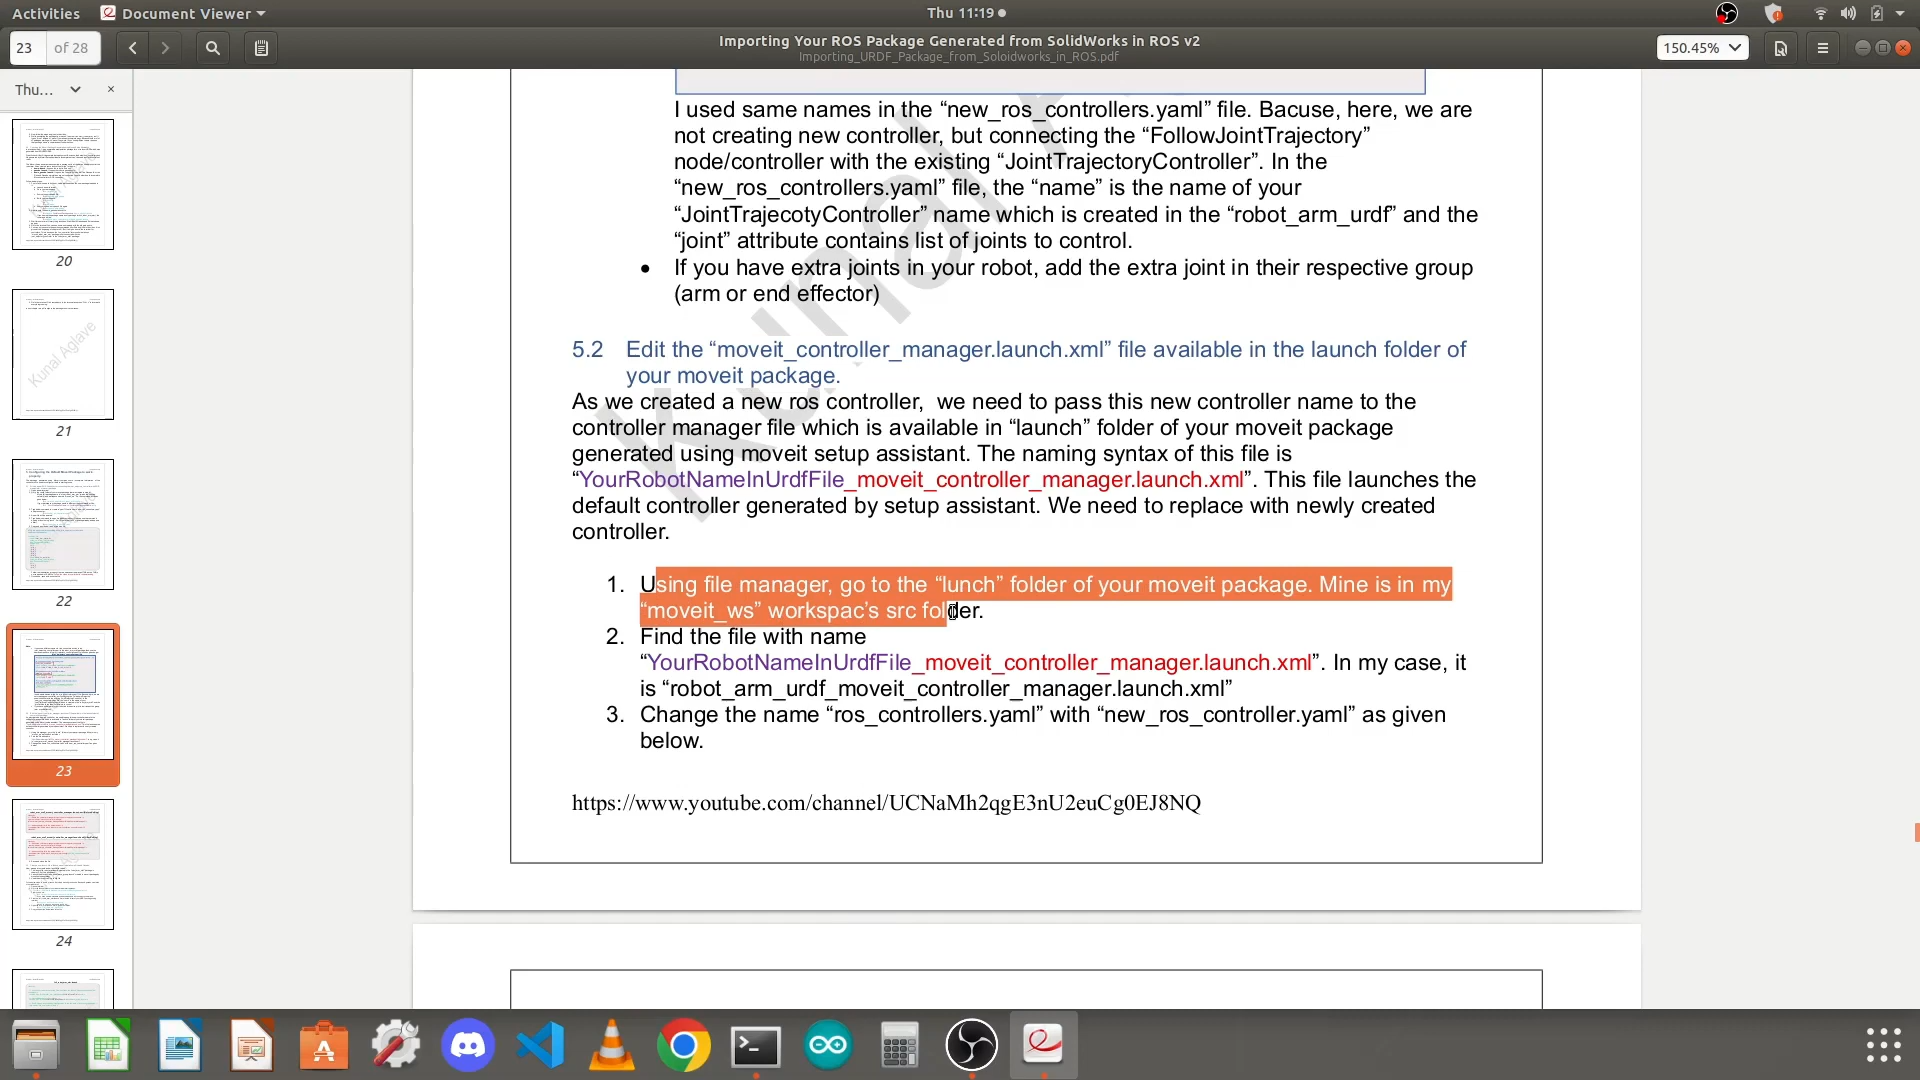 Activities
Document Viewer
Thu 11:19
23
of 28
Importing Your ROS Package Generated from SolidWorks in ROS v2
Importing_URDF_Package_from_Soloidworks_in_ROS.pdf
150.45%
Thu...
20
21
22
23
24
Kunal Aglave
I used same names in the “new_ros_controllers.yaml” file. Bacuse, here, we are
not creating new controller, but connecting the “FollowJointTrajectory”
node/controller with the existing “JointTrajectoryController”. In the
“new_ros_controllers.yaml” file, the “name” is the name of your
“JointTrajecotyController” name which is created in the “robot_arm_urdf” and the
“joint” attribute contains list of joints to control.
• If you have extra joints in your robot, add the extra joint in their respective group
(arm or end effector)
5.2 Edit the “moveit_controller_manager.launch.xml” file available in the launch folder of
your moveit package.
As we created a new ros controller, we need to pass this new controller name to the
controller manager file which is available in “launch” folder of your moveit package
generated using moveit setup assistant. The naming syntax of this file is
“YourRobotNameInUrdfFile_moveit_controller_manager.launch.xml”. This file launches the
default controller generated by setup assistant. We need to replace with newly created
controller.
1. Using file manager, go to the “lunch” folder of your moveit package. Mine is in my
“moveit_ws” workspac’s src folder.
2. Find the file with name
“YourRobotNameInUrdfFile_moveit_controller_manager.launch.xml”. In my case, it
is “robot_arm_urdf_moveit_controller_manager.launch.xml”
3. Change the name “ros_controllers.yaml” with “new_ros_controller.yaml” as given
below.
https://www.youtube.com/channel/UCNaMh2qgE3nU2euCg0EJ8NQ